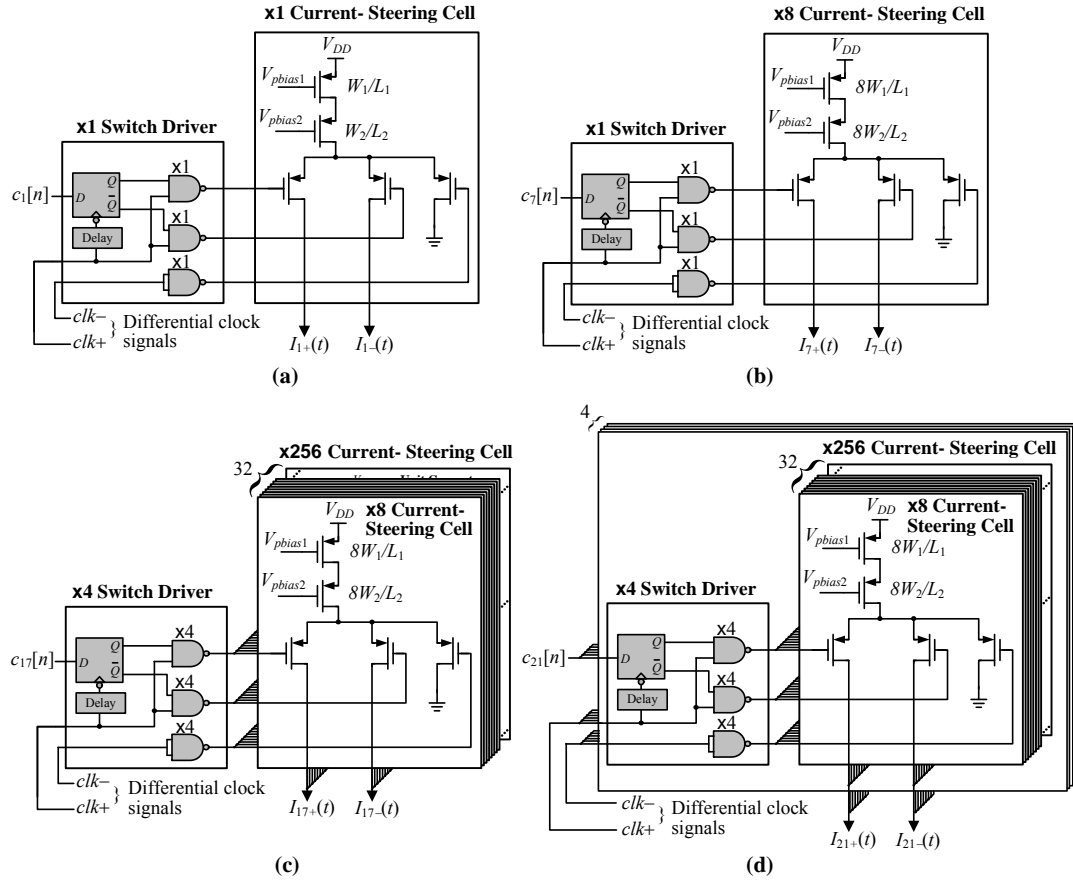 x1 Current- Steering Cell
V_DD
V_pbias1
W_1/L_1
V_pbias2
W_2/L_2
x1 Switch Driver
x1
c_1[n]
D
Q
Q̅
Delay
x1
x1
clk−
clk+
} Differential clock
signals
I_1+(t)
I_1−(t)
(a)
x8 Current- Steering Cell
V_DD
V_pbias1
8W_1/L_1
V_pbias2
8W_2/L_2
x1 Switch Driver
x1
c_7[n]
D
Q
Q̅
Delay
x1
x1
clk−
clk+
} Differential clock
signals
I_7+(t)
I_7−(t)
(b)
x256 Current- Steering Cell
32
x8 Current-
Steering Cell
V_DD
V_pbias1
8W_1/L_1
V_pbias2
8W_2/L_2
x4 Switch Driver
x4
c_17[n]
D
Q
Q̅
Delay
x4
x4
clk−
clk+
} Differential clock
signals
I_17+(t)
I_17−(t)
(c)
4
x256 Current- Steering Cell
32
x8 Current-
Steering Cell
V_DD
V_pbias1
8W_1/L_1
V_pbias2
8W_2/L_2
x4 Switch Driver
x4
c_21[n]
D
Q
Q̅
Delay
x4
x4
clk−
clk+
} Differential clock
signals
I_21+(t)
I_21−(t)
(d)